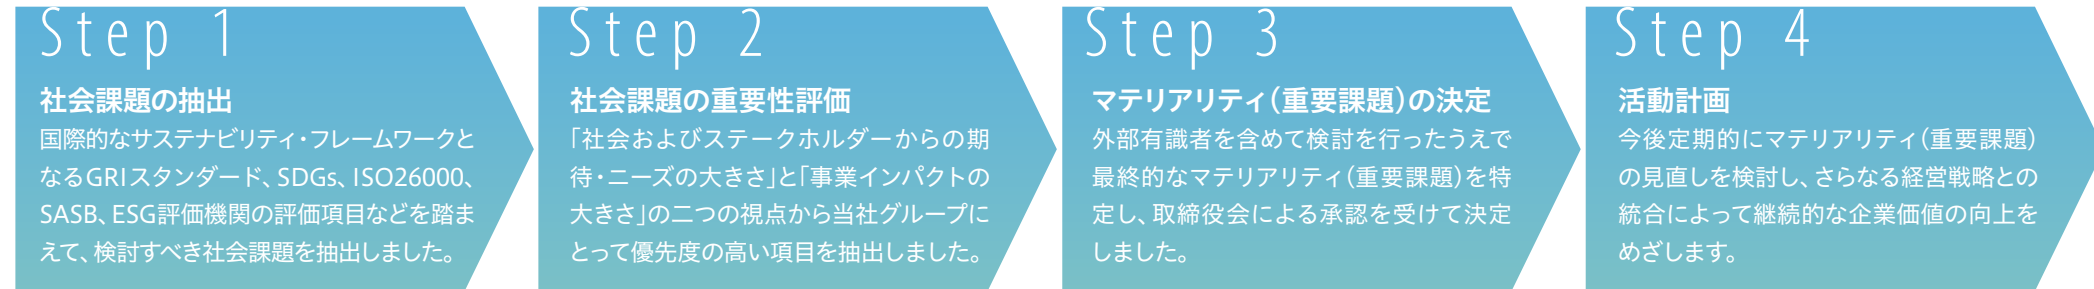 Step 1
社会課題の抽出
国際的なサステナビリティ・フレームワークと
なるGRIスタンダード、SDGs、ISO26000、
SASB、ESG評価機関の評価項目などを踏ま
えて、検討すべき社会課題を抽出しました。
Step 2
社会課題の重要性評価
「社会およびステークホルダーからの期
待・ニーズの大きさ」と「事業インパクトの
大きさ」の二つの視点から当社グループに
とって優先度の高い項目を抽出しました。
Step 3
マテリアリティ(重要課題)の決定
外部有識者を含めて検討を行ったうえで
最終的なマテリアリティ(重要課題)を特
定し、取締役会による承認を受けて決定
しました。
Step 4
活動計画
今後定期的にマテリアリティ(重要課題)
の見直しを検討し、さらなる経営戦略との
統合によって継続的な企業価値の向上を
めざします。